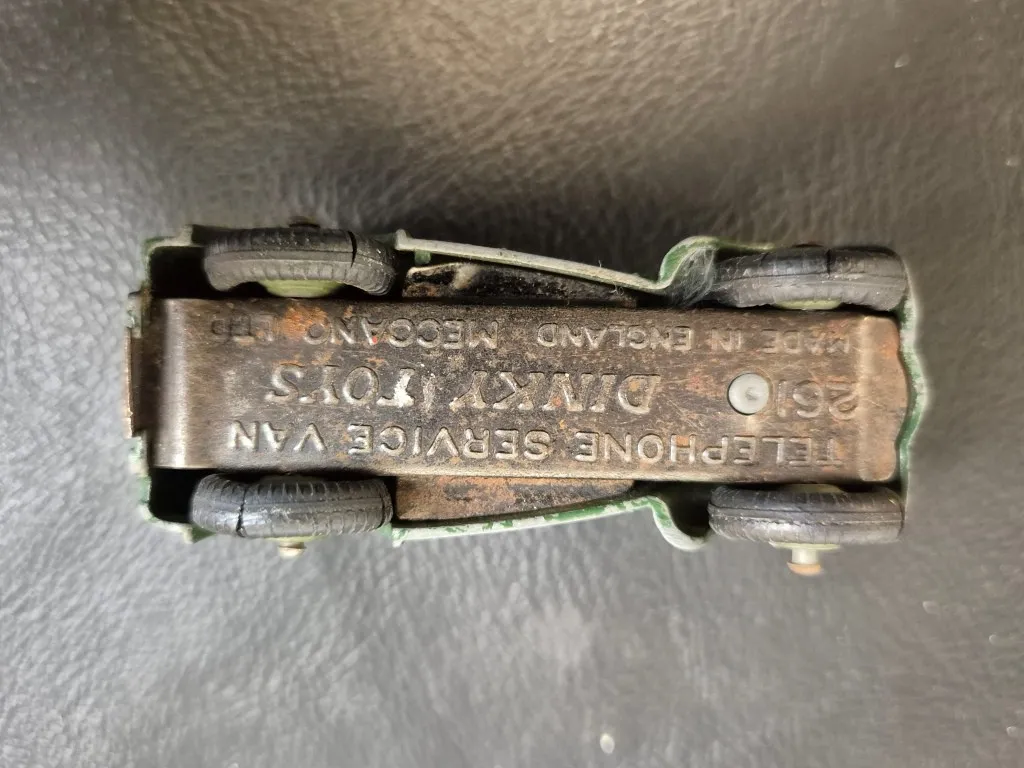 TELEPHONE SERVICE VAN
261 DINKY TOYS
MADE IN ENGLAND MECCANO LTD